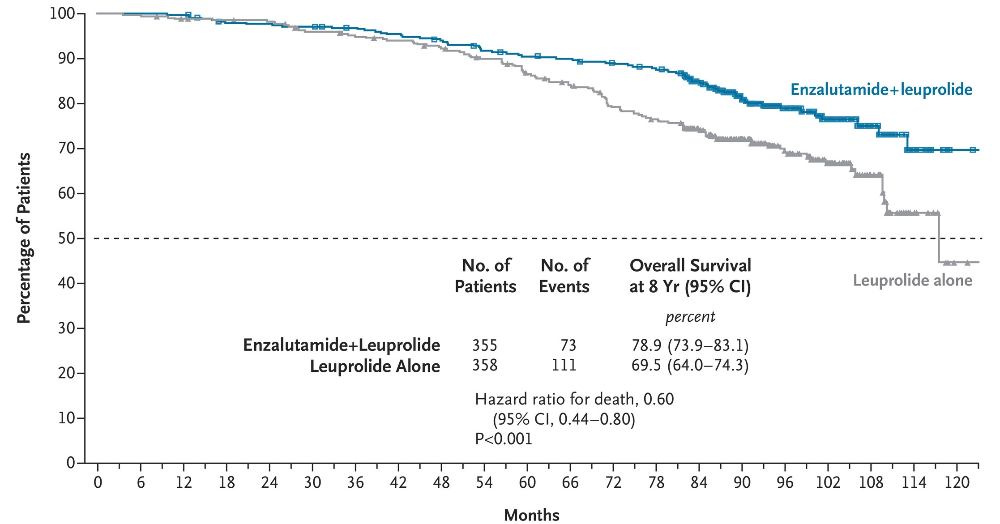 100
90
80
70
60
50
40
30
20
10
0
Percentage of Patients
Enzalutamide+leuprolide
Leuprolide alone
No. of Patients No. of Events Overall Survival at 8 Yr (95% CI)
percent
Enzalutamide+Leuprolide 355 73 78.9 (73.9–83.1)
Leuprolide Alone 358 111 69.5 (64.0–74.3)
Hazard ratio for death, 0.60
(95% CI, 0.44–0.80)
P<0.001
0 6 12 18 24 30 36 42 48 54 60 66 72 78 84 90 96 102 108 114 120
Months